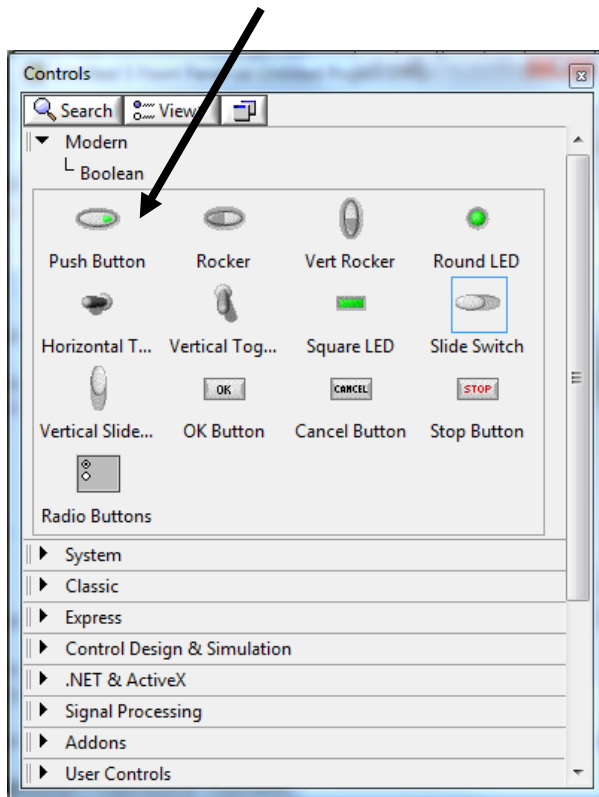 Controls
Search View
Modern
Boolean
Push Button Rocker Vert Rocker Round LED
Horizontal T... Vertical Tog... Square LED Slide Switch
OK CANCEL STOP
Vertical Slide... OK Button Cancel Button Stop Button
Radio Buttons
System
Classic
Express
Control Design & Simulation
.NET & ActiveX
Signal Processing
Addons
User Controls